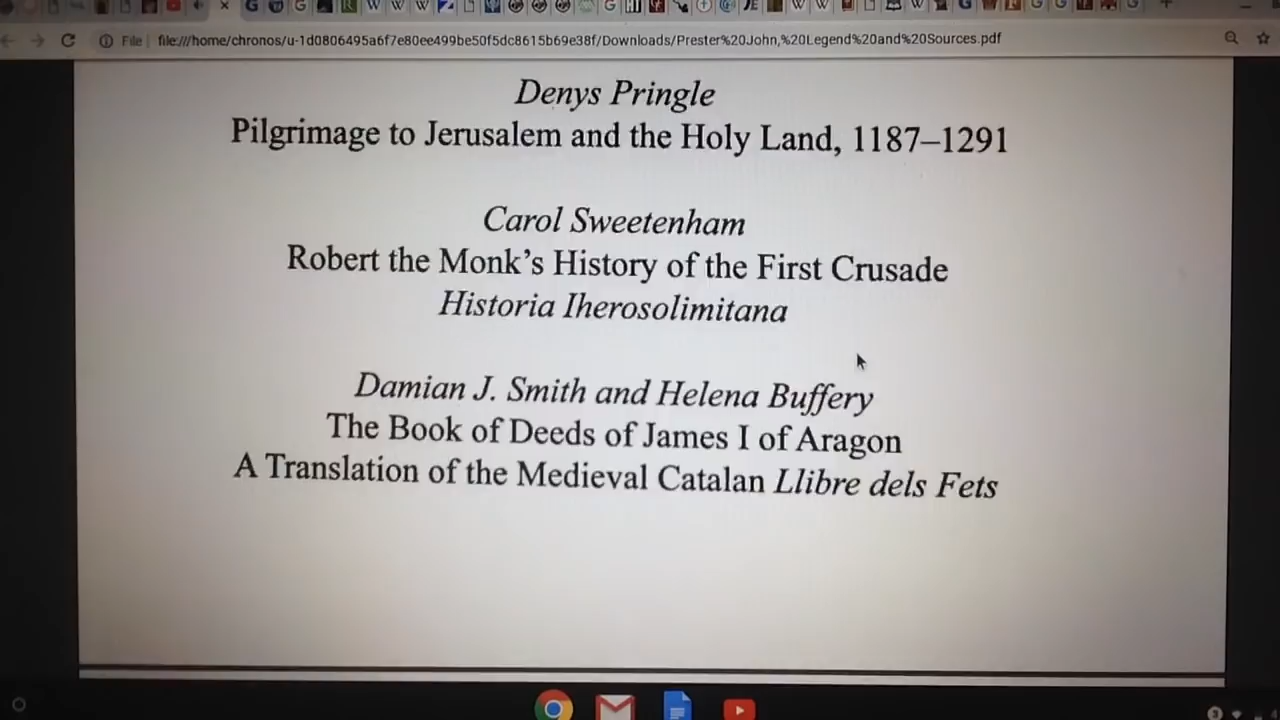 File
file:///home/chronos/u-1d0806495a6f7e80ee499be50f5dc8615b69e38f/Downloads/Prester%20John,%20Legend%20and%20Sources.pdf
Denys Pringle
Pilgrimage to Jerusalem and the Holy Land, 1187–1291
Carol Sweetenham
Robert the Monk’s History of the First Crusade
Historia Iherosolimitana
Damian J. Smith and Helena Buffery
The Book of Deeds of James I of Aragon
A Translation of the Medieval Catalan Llibre dels Fets